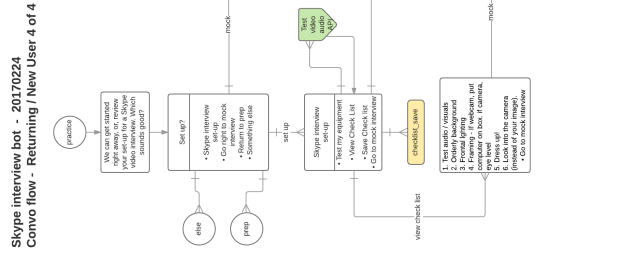 Skype interview bot - 20170224
Convo flow - Returning / New User 4 of 4
practice
We can get started
right away, or, review
your set-up for a Skype
video interview. Which
sounds good?
Set up?
• Skype interview
set-up
• Go right to mock
interview
• Return to prep
• Something else
mock
else
prep
set up
Skype interview
set-up
• Test my equipment
• View Check List
• Save Check list
• Go to mock interview
Test
video
audio
API
checklist_save
view check list
1. Test audio / visuals
2. Orderly background
3. Frontal lighting
4. Framing - If webcam, put
computer on box. if camera,
eye level
5. Dress up!
6. Look into the camera
(instead of your image).
• Go to mock interview
mock